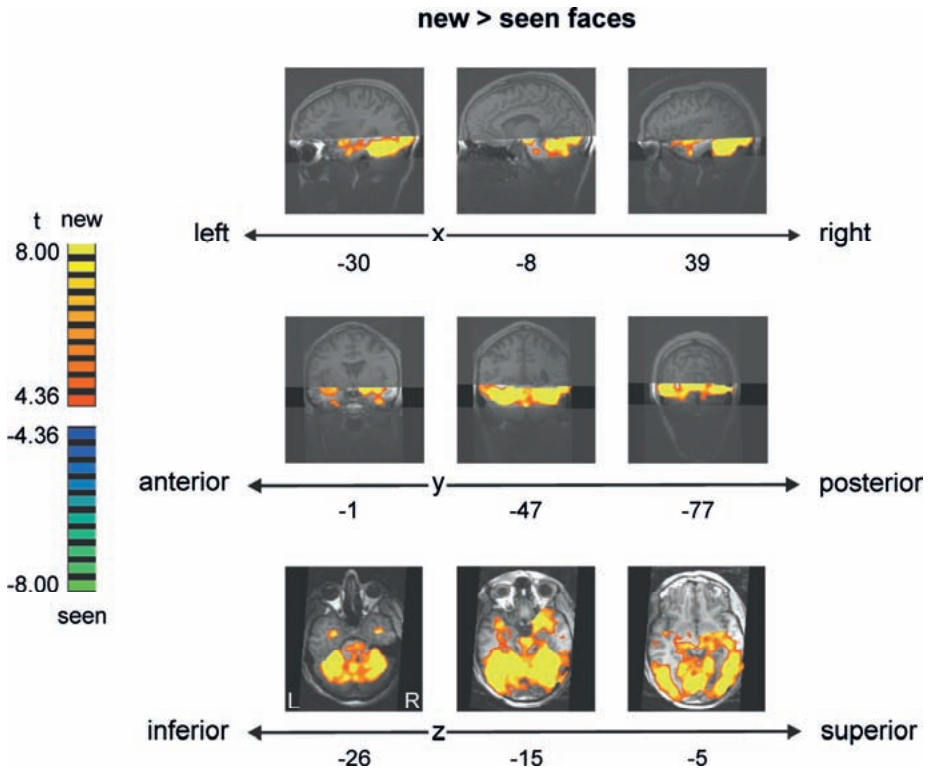 new > seen faces
t new
8.00
4.36
-4.36
-8.00
seen
left x right
-30 -8 39
anterior y posterior
-1 -47 -77
L R
inferior z superior
-26 -15 -5